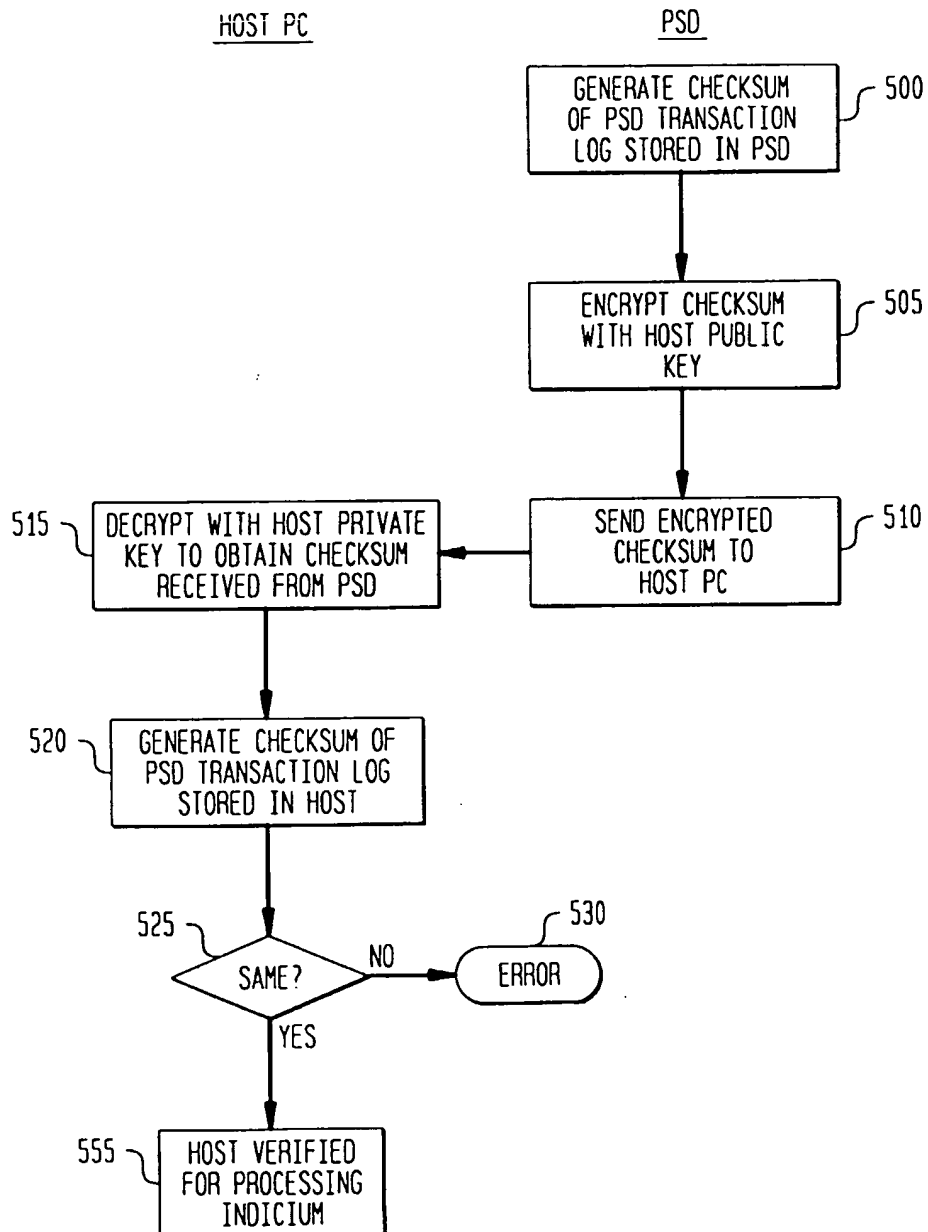 HOST PC
PSD
GENERATE CHECKSUM
OF PSD TRANSACTION
LOG STORED IN PSD
500
ENCRYPT CHECKSUM
WITH HOST PUBLIC
KEY
505
515
DECRYPT WITH HOST PRIVATE
KEY TO OBTAIN CHECKSUM
RECEIVED FROM PSD
SEND ENCRYPTED
CHECKSUM TO
HOST PC
510
520
GENERATE CHECKSUM OF
PSD TRANSACTION LOG
STORED IN HOST
525
SAME?
NO
530
ERROR
YES
555
HOST VERIFIED
FOR PROCESSING
INDICIUM